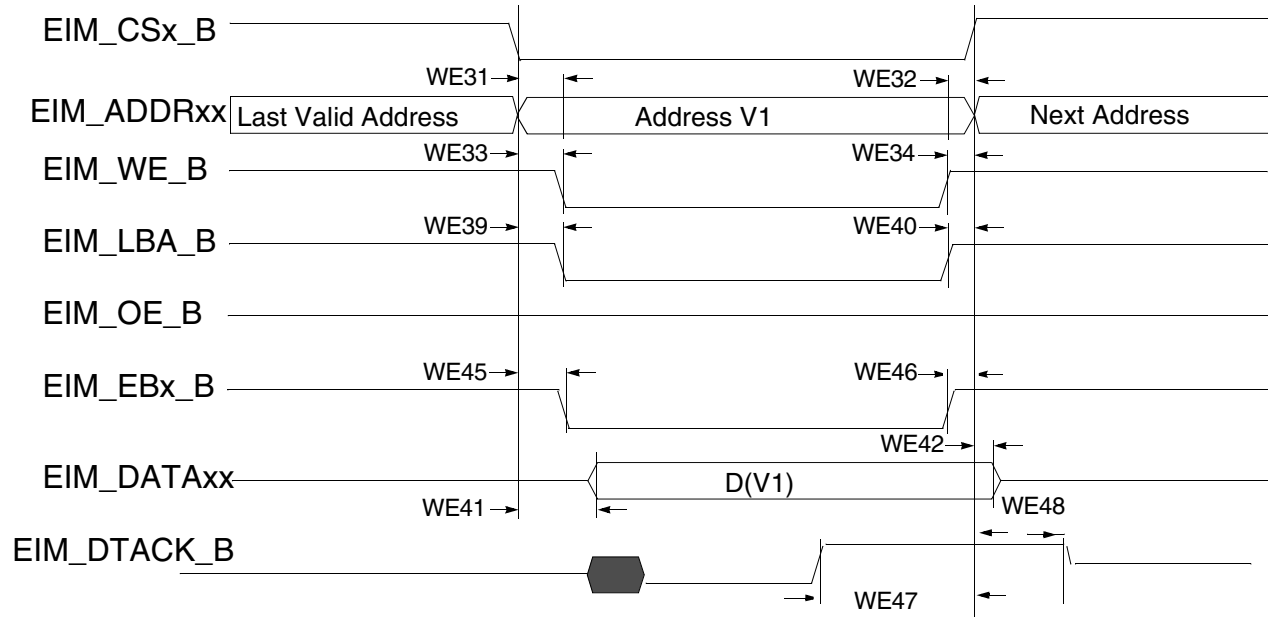 EIM_CSx_B
WE31
WE32
EIM_ADDRxx
Last Valid Address
Address V1
Next Address
WE33
WE34
EIM_WE_B
WE39
WE40
EIM_LBA_B
EIM_OE_B
WE45
WE46
EIM_EBx_B
WE42
EIM_DATAxx
D(V1)
WE41
WE48
EIM_DTACK_B
WE47